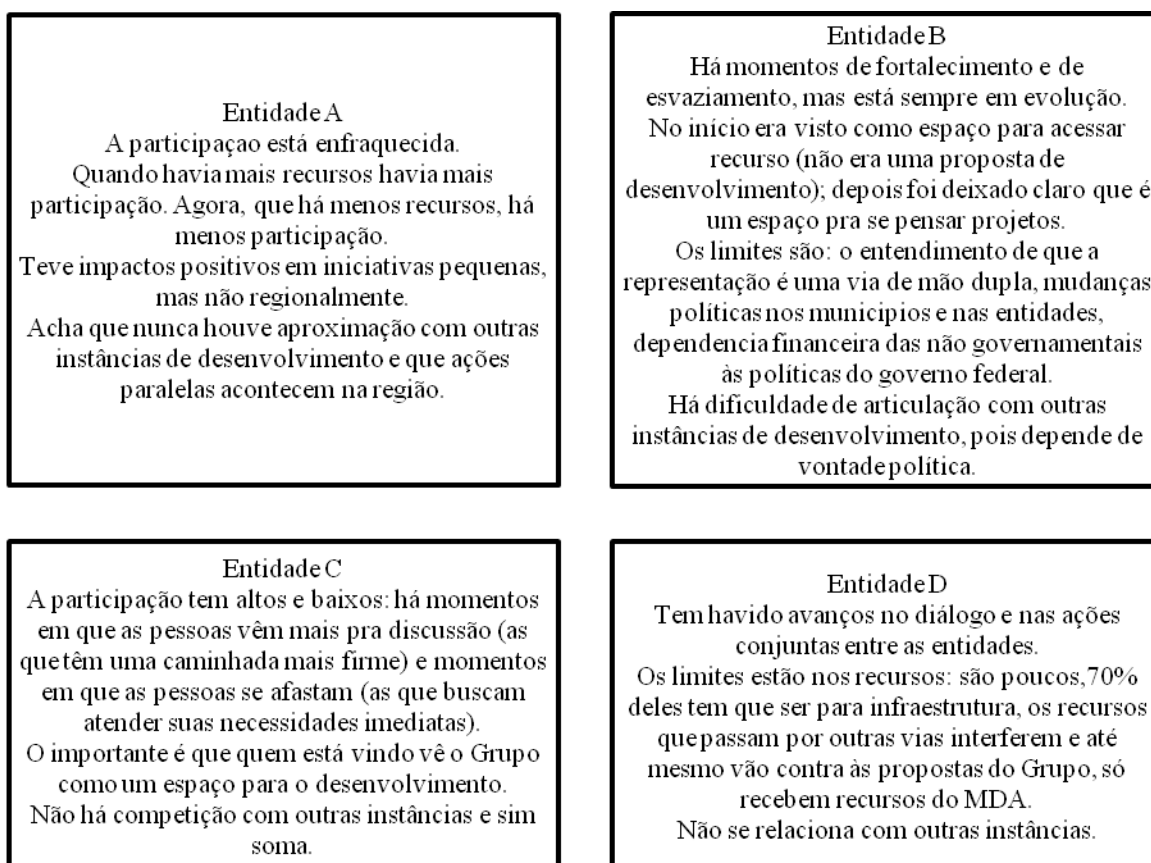 Entidade A
A participaçao está enfraquecida.
Quando havia mais recursos havia mais
participação. Agora, que há menos recursos, há
menos participação.
Teve impactos positivos em iniciativas pequenas,
mas não regionalmente.
Acha que nunca houve aproximação com outras
instâncias de desenvolvimento e que ações
paralelas acontecem na região.
Entidade B
Há momentos de fortalecimento e de
esvaziamento, mas está sempre em evolução.
No início era visto como espaço para acessar
recurso (não era uma proposta de
desenvolvimento); depois foi deixado claro que é
um espaço pra se pensar projetos.
Os limites são: o entendimento de que a
representação é uma via de mão dupla, mudanças
políticas nos municipios e nas entidades,
dependencia financeira das não governamentais
às políticas do governo federal.
Há dificuldade de articulação com outras
instâncias de desenvolvimento, pois depende de
vontade política.
Entidade C
A participação tem altos e baixos: há momentos
em que as pessoas vêm mais pra discussão (as
que têm uma caminhada mais firme) e momentos
em que as pessoas se afastam (as que buscam
atender suas necessidades imediatas).
O importante é que quem está vindo vê o Grupo
como um espaço para o desenvolvimento.
Não há competição com outras instâncias e sim
soma.
Entidade D
Tem havido avanços no diálogo e nas ações
conjuntas entre as entidades.
Os limites estão nos recursos: são poucos,70%
deles tem que ser para infraestrutura, os recursos
que passam por outras vias interferem e até
mesmo vão contra às propostas do Grupo, só
recebem recursos do MDA.
Não se relaciona com outras instâncias.